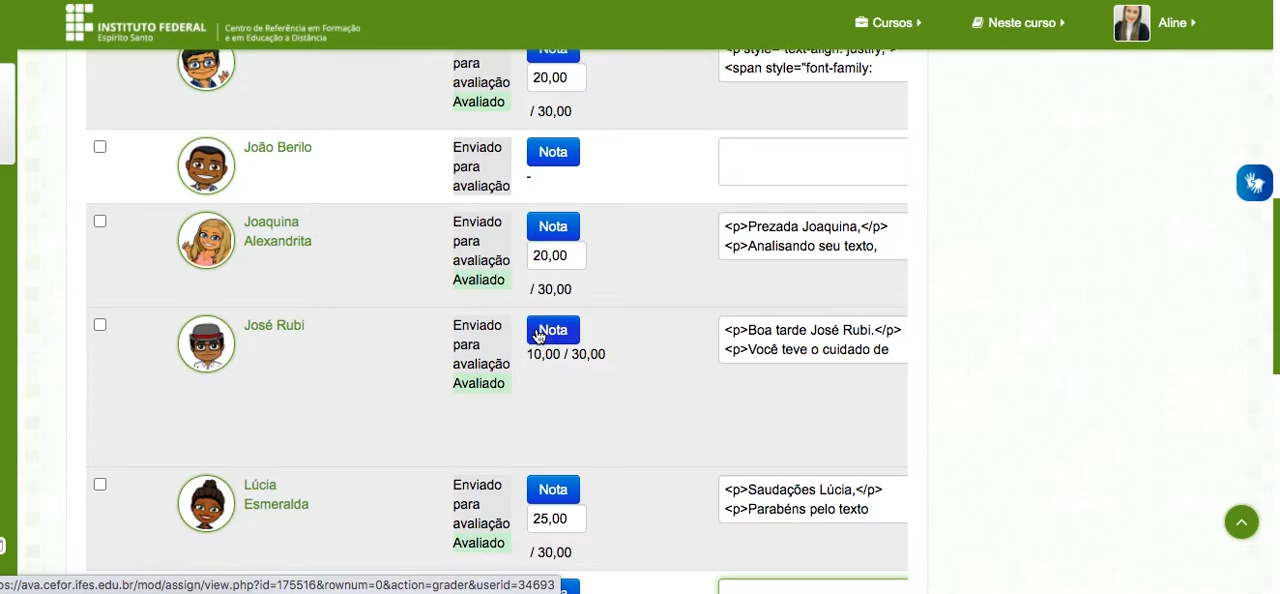 INSTITUTO FEDERAL
Espírito Santo
Centro de Referência em Formação
e em Educação a Distância
Cursos
Neste curso
Aline
para
avaliação
Avaliado
Nota
20,00
/ 30,00
<p style="text-align: justify;">
<span style="font-family:
João Berilo
Enviado
para
avaliação
Nota
-
Joaquina
Alexandrita
Enviado
para
avaliação
Avaliado
Nota
20,00
/ 30,00
<p>Prezada Joaquina,</p>
<p>Analisando seu texto,
José Rubi
Enviado
para
avaliação
Avaliado
Nota
10,00 / 30,00
<p>Boa tarde José Rubi.</p>
<p>Você teve o cuidado de
Lúcia
Esmeralda
Enviado
para
avaliação
Avaliado
Nota
25,00
/ 30,00
<p>Saudações Lúcia,</p>
<p>Parabéns pelo texto
ps://ava.cefor.ifes.edu.br/mod/assign/view.php?id=175516&rownum=0&action=grader&userid=34693